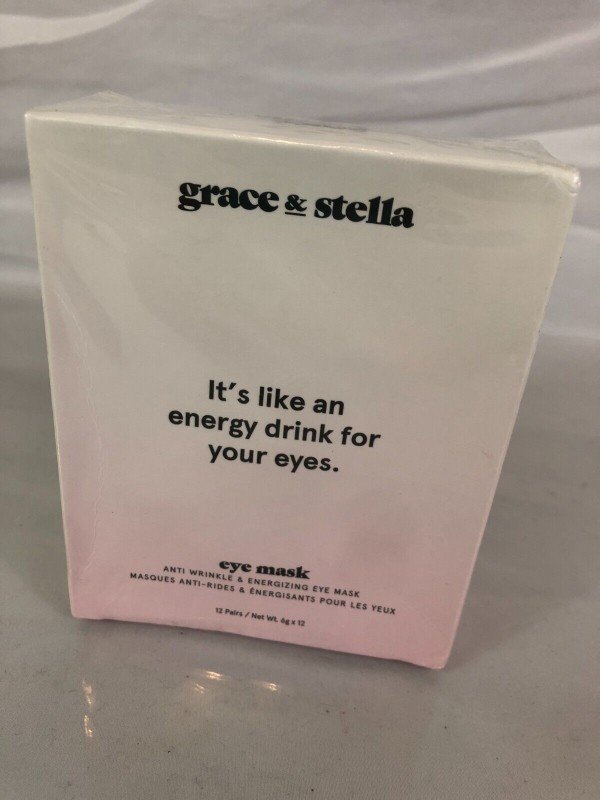 grace & stella
It's like an
energy drink for
your eyes.
eye mask
ANTI WRINKLE & ENERGIZING EYE MASK
MASQUES ANTI-RIDES & ÉNERGISANTS POUR LES YEUX
12 Pairs / Net Wt. 6g x 12